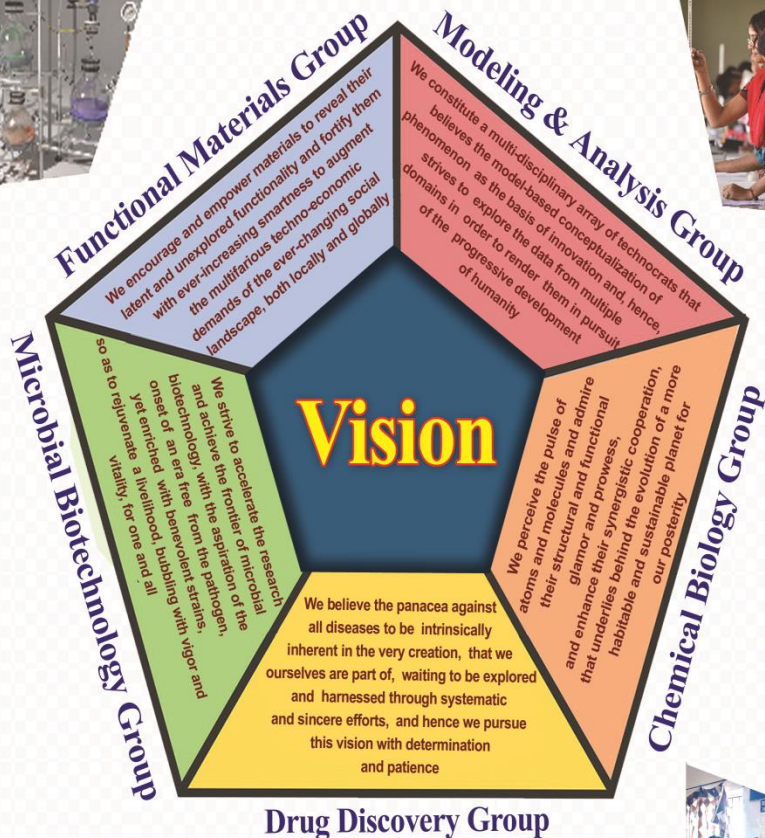 Functional Materials Group
We encourage and empower materials to reveal their
latent and unexplored functionality and fortify them
with ever-increasing smartness to augment
the multifarious techno-economic
demands of the ever-changing social
landscape, both locally and globally
Modeling & Analysis Group
We constitute a multi-disciplinary array of technocrats that
believes the model-based conceptualization of
phenomenon as the basis of innovation and, hence,
strives to explore the data from multiple
domains in order to render them in pursuit
of the progressive development
of humanity
Vision
Microbial Biotechnology Group
We strive to accelerate the research
and achieve the frontier of microbial
biotechnology, with the aspiration of the
onset of an era free from the pathogen,
yet enriched with benevolent strains,
so as to rejuvenate a livelihood, bubbling with vigor and
vitality, for one and all
Chemical Biology Group
We perceive the pulse of
atoms and molecules and admire
their structural and functional
glamor and prowess,
and enhance their synergistic cooperation,
that underlies behind the evolution of a more
habitable and sustainable planet for
our posterity
We believe the panacea against
all diseases to be intrinsically
inherent in the very creation, that we
ourselves are part of, waiting to be explored
and harnessed through systematic
and sincere efforts, and hence we pursue
this vision with determination
and patience
Drug Discovery Group